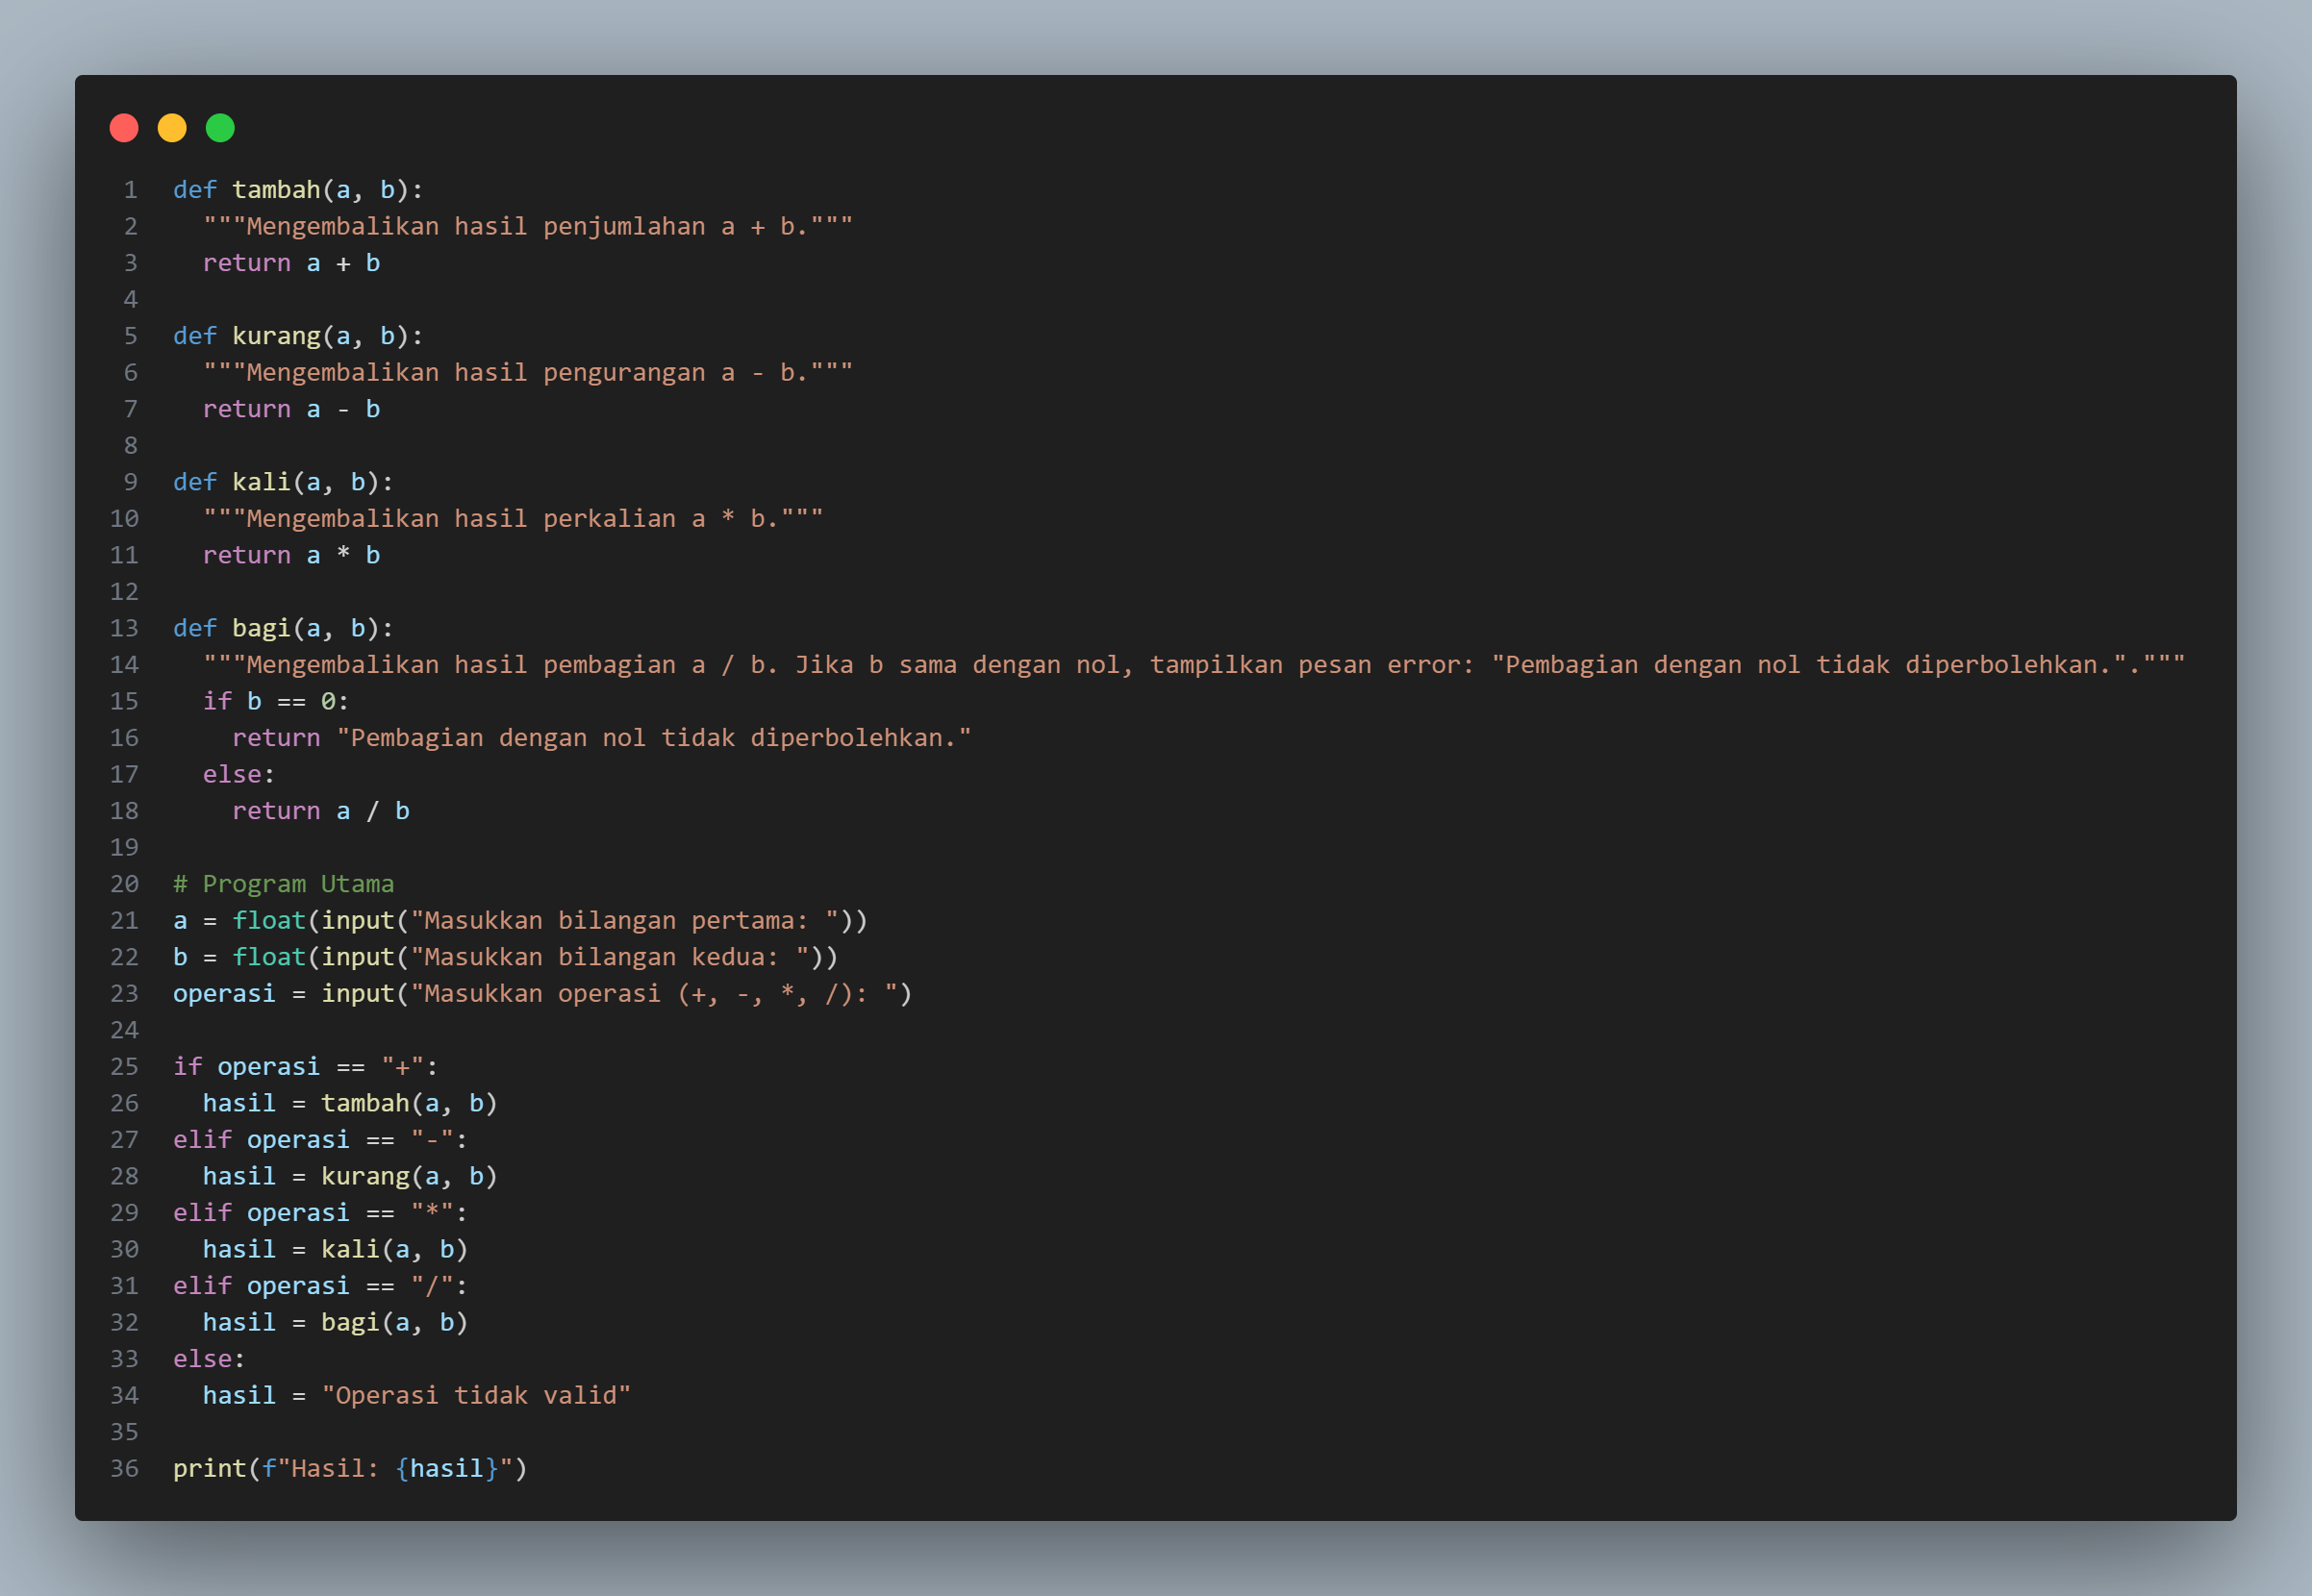 1 def tambah(a, b):
2   """Mengembalikan hasil penjumlahan a + b."""
3   return a + b
4
5 def kurang(a, b):
6   """Mengembalikan hasil pengurangan a - b."""
7   return a - b
8
9 def kali(a, b):
10   """Mengembalikan hasil perkalian a * b."""
11   return a * b
12
13 def bagi(a, b):
14   """Mengembalikan hasil pembagian a / b. Jika b sama dengan nol, tampilkan pesan error: "Pembagian dengan nol tidak diperbolehkan."."""
15   if b == 0:
16     return "Pembagian dengan nol tidak diperbolehkan."
17   else:
18     return a / b
19
20 # Program Utama
21 a = float(input("Masukkan bilangan pertama: "))
22 b = float(input("Masukkan bilangan kedua: "))
23 operasi = input("Masukkan operasi (+, -, *, /): ")
24
25 if operasi == "+":
26   hasil = tambah(a, b)
27 elif operasi == "-":
28   hasil = kurang(a, b)
29 elif operasi == "*":
30   hasil = kali(a, b)
31 elif operasi == "/":
32   hasil = bagi(a, b)
33 else:
34   hasil = "Operasi tidak valid"
35
36 print(f"Hasil: {hasil}")